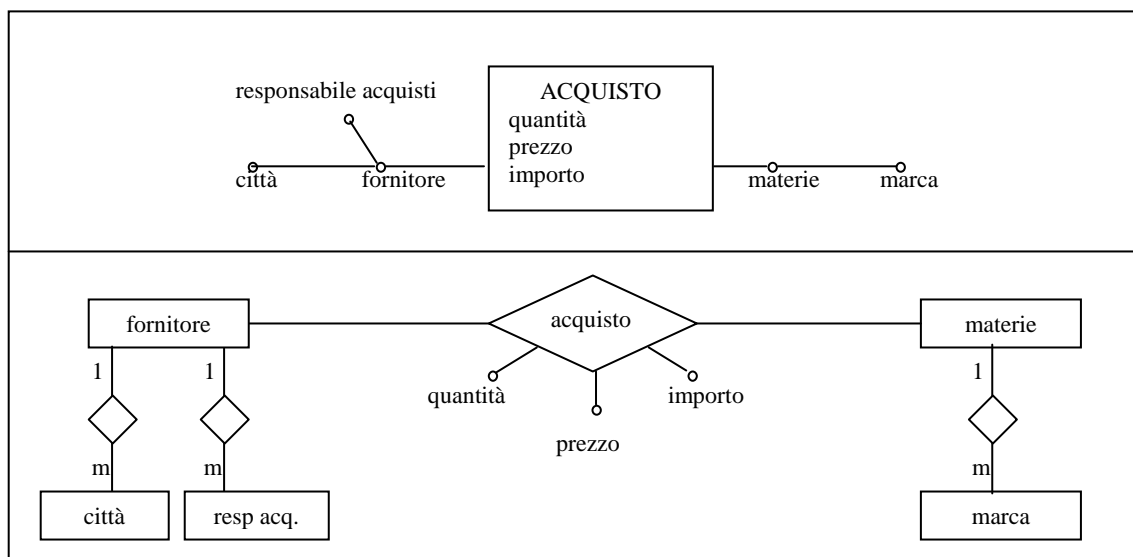 responsabile acquisti
ACQUISTO
quantità
prezzo
importo
città
fornitore
materie
marca
fornitore
acquisto
materie
1
1
1
quantità
importo
prezzo
m
m
m
città
resp acq.
marca